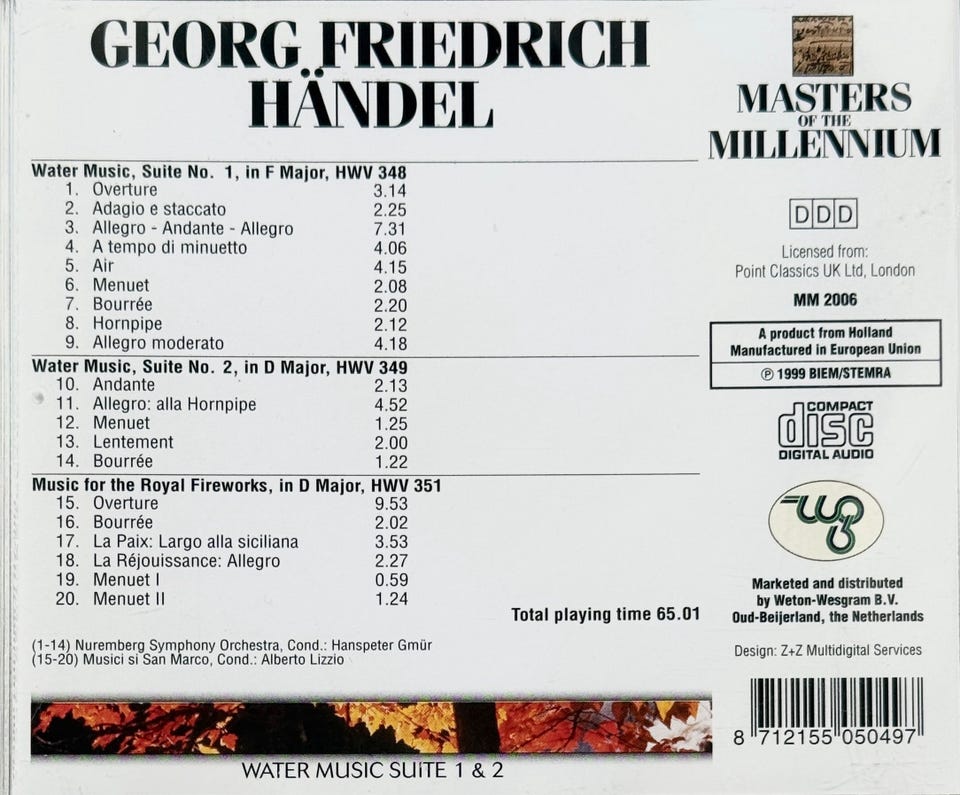 GEORG FRIEDRICH
HÄNDEL
Water Music, Suite No. 1, in F Major, HWV 348
1. Overture 3.14
2. Adagio e staccato 2.25
3. Allegro - Andante - Allegro 7.31
4. A tempo di minuetto 4.06
5. Air 4.15
6. Menuet 2.08
7. Bourrée 2.20
8. Hornpipe 2.12
9. Allegro moderato 4.18
Water Music, Suite No. 2, in D Major, HWV 349
10. Andante 2.13
11. Allegro: alla Hornpipe 4.52
12. Menuet 1.25
13. Lentement 2.00
14. Bourrée 1.22
Music for the Royal Fireworks, in D Major, HWV 351
15. Overture 9.53
16. Bourrée 2.02
17. La Paix: Largo alla siciliana 3.53
18. La Réjouissance: Allegro 2.27
19. Menuet I 0.59
20. Menuet II 1.24
Total playing time 65.01
(1-14) Nuremberg Symphony Orchestra, Cond.: Hanspeter Gmür
(15-20) Musici si San Marco, Cond.: Alberto Lizzio
WATER MUSIC SUITE 1 & 2
MASTERS
OF THE
MILLENNIUM
DDD
Licensed from:
Point Classics UK Ltd, London
MM 2006
A product from Holland
Manufactured in European Union
℗ 1999 BIEM/STEMRA
COMPACT
disc
DIGITAL AUDIO
Marketed and distributed
by Weton-Wesgram B.V.
Oud-Beijerland, the Netherlands
Design: Z+Z Multidigital Services
8 712155 050497